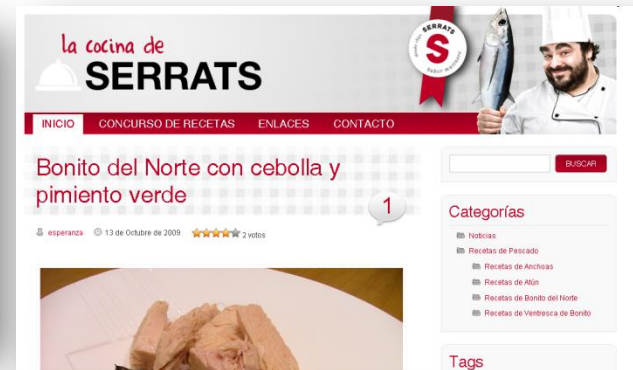 la cocina de
SERRATS
SERRATS
S
INICIO CONCURSO DE RECETAS ENLACES CONTACTO
Bonito del Norte con cebolla y
pimiento verde
1
esperanza 13 de Octubre de 2009 2 votos
BUSCAR
Categorías
Noticias
Recetas de Pescado
Recetas de Anchoas
Recetas de Atún
Recetas de Bonito del Norte
Recetas de Ventresca de Bonito
Tags